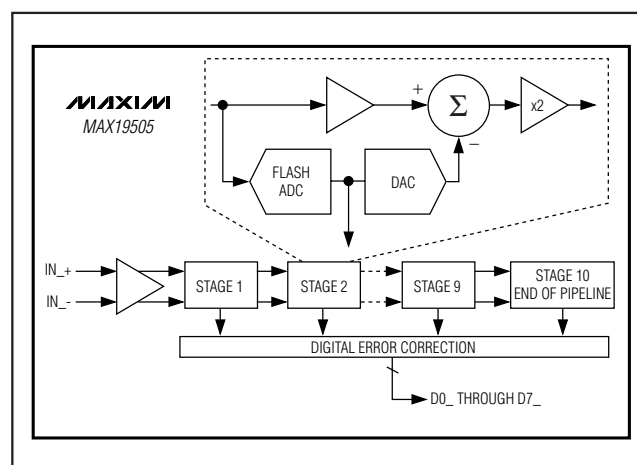 MAXIM
MAX19505
+
Σ
x2
−
FLASH
ADC
DAC
IN_+
IN_-
STAGE 1
STAGE 2
STAGE 9
STAGE 10
END OF PIPELINE
DIGITAL ERROR CORRECTION
D0_ THROUGH D7_